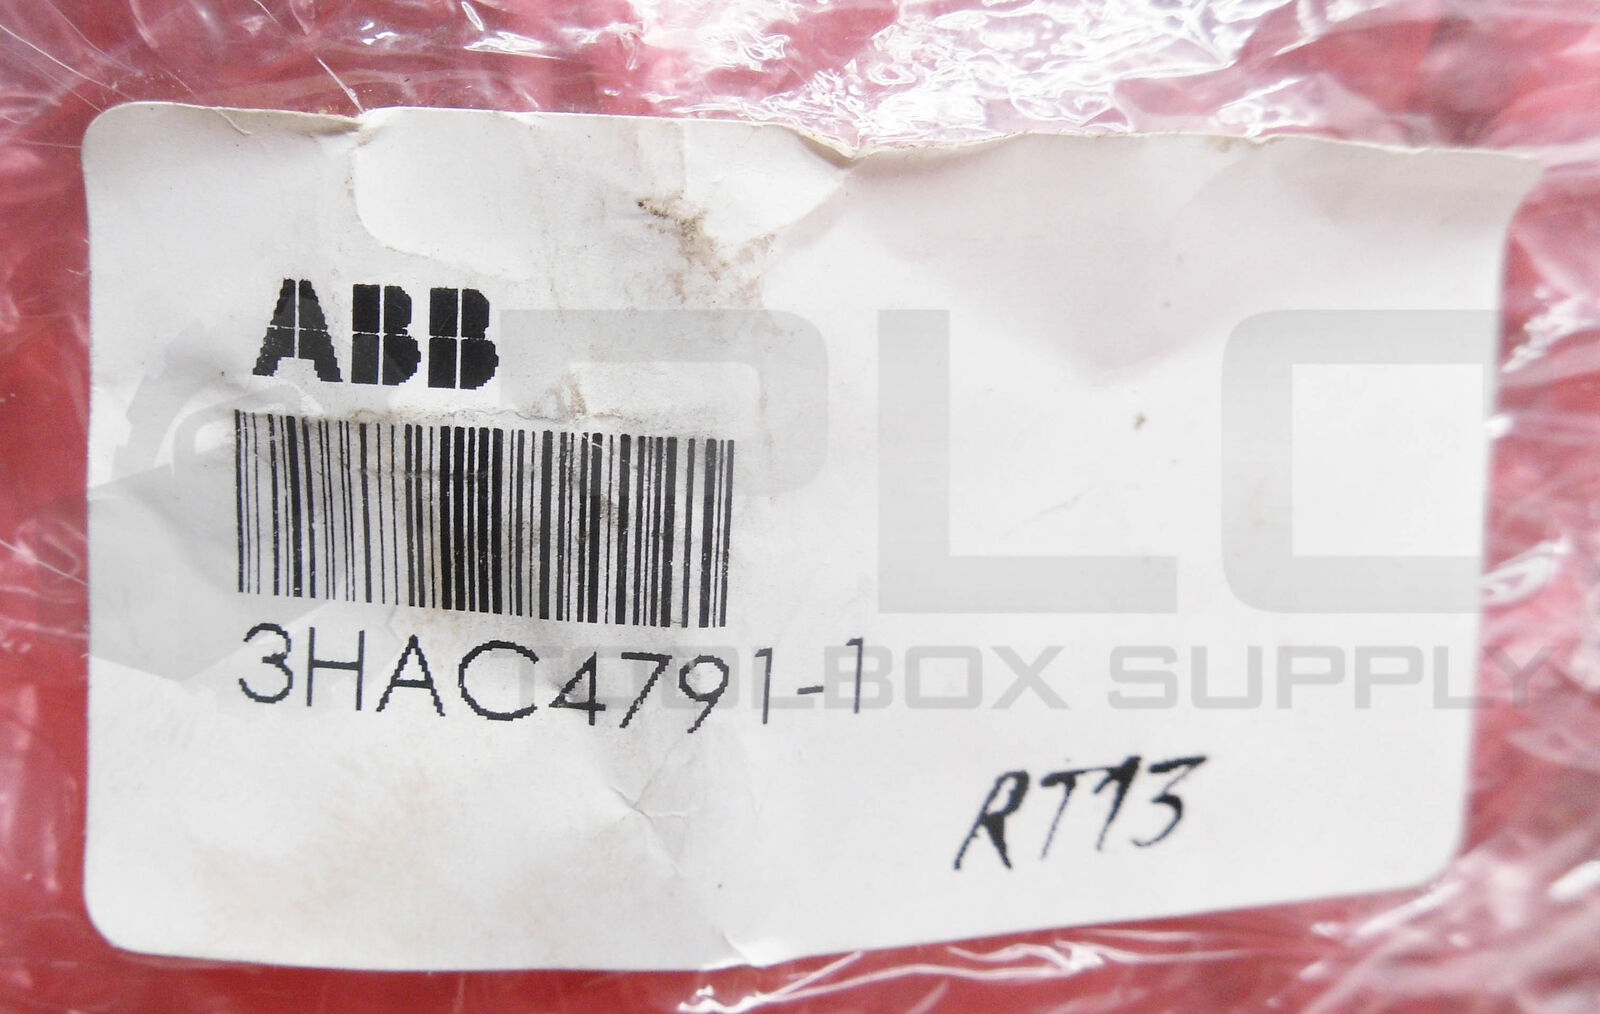 ABB
PLC
3HAC4791-1
TOOLBOX SUPPLY
RT13